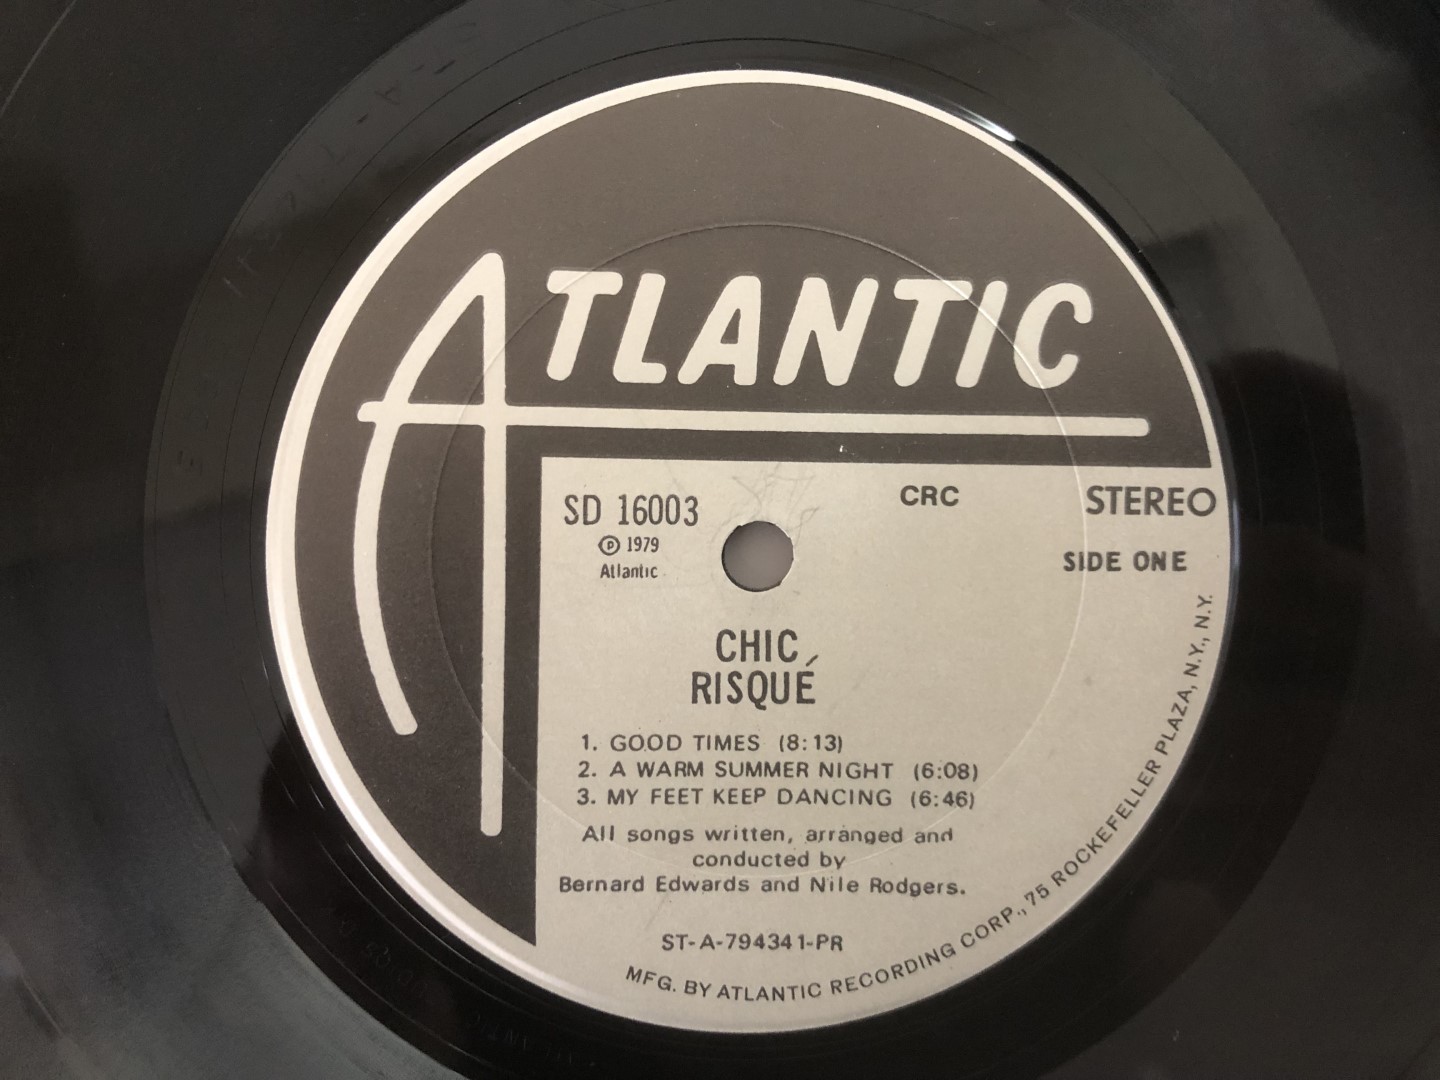 ATLANTIC
SD 16003
CRC
STEREO
Ⓟ 1979
Atlantic
SIDE ONE
CHIC
RISQUÉ
1. GOOD TIMES (8:13)
2. A WARM SUMMER NIGHT (6:08)
3. MY FEET KEEP DANCING (6:46)
All songs written, arranged and
conducted by
Bernard Edwards and Nile Rodgers.
ST-A-794341-PR
MFG. BY ATLANTIC RECORDING CORP., 75 ROCKEFELLER PLAZA, N.Y., N.Y.